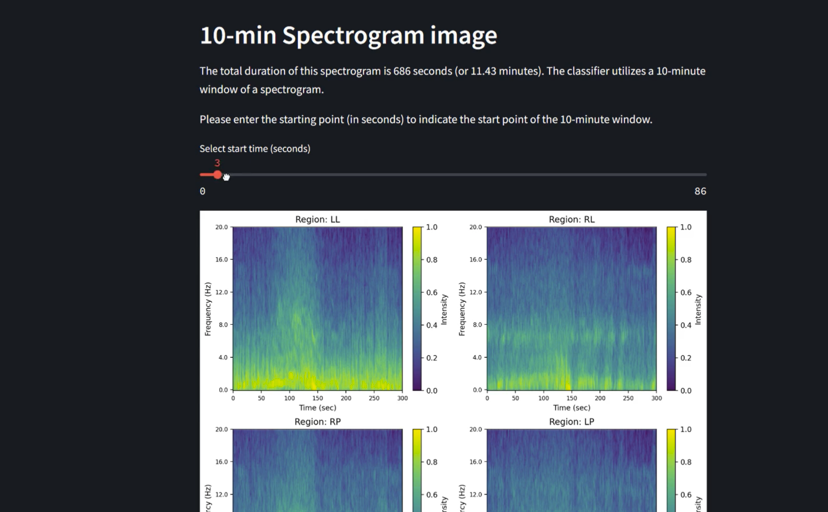 10-min Spectrogram image
The total duration of this spectrogram is 686 seconds (or 11.43 minutes). The classifier utilizes a 10-minute
window of a spectrogram.
Please enter the starting point (in seconds) to indicate the start point of the 10-minute window.
Select start time (seconds)
3
0 86
Region: LL
20.0
16.0
12.0
8.0
4.0
0.0
Frequency (Hz)
0 50 100 150 200 250 300
Time (sec)
1.0
0.8
0.6
0.4
0.2
0.0
Intensity
Region: RL
20.0
16.0
12.0
8.0
4.0
0.0
Frequency (Hz)
0 50 100 150 200 250 300
Time (sec)
1.0
0.8
0.6
0.4
0.2
0.0
Intensity
Region: RP
20.0
16.0
12.0
(Hz)
1.0
0.8
0.6
Region: LP
20.0
16.0
12.0
(Hz)
1.0
0.8
0.6